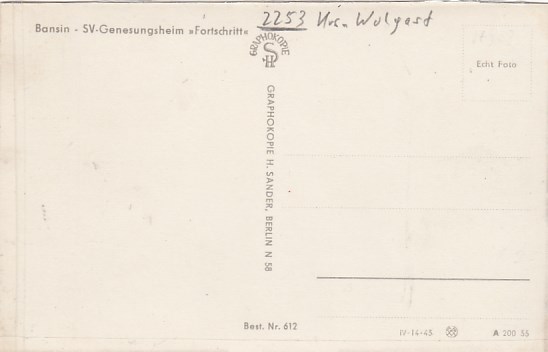 2253 Krs. Wolgast
Bansin - SV-Genesungsheim »Fortschritt«
GRAPHOKOPIE
Echt Foto
GRAPHOKOPIE H. SANDER, BERLIN N 58
Best. Nr. 612
IV-14-45
A 200 55